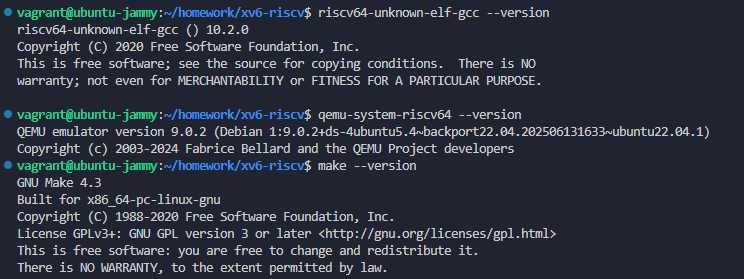 vagrant@ubuntu-jammy:~/homework/xv6-riscv$ riscv64-unknown-elf-gcc --version
riscv64-unknown-elf-gcc () 10.2.0
Copyright (C) 2020 Free Software Foundation, Inc.
This is free software; see the source for copying conditions.  There is NO
warranty; not even for MERCHANTABILITY or FITNESS FOR A PARTICULAR PURPOSE.

vagrant@ubuntu-jammy:~/homework/xv6-riscv$ qemu-system-riscv64 --version
QEMU emulator version 9.0.2 (Debian 1:9.0.2+ds-4ubuntu5.4~backport22.04.202506131633~ubuntu22.04.1)
Copyright (c) 2003-2024 Fabrice Bellard and the QEMU Project developers
vagrant@ubuntu-jammy:~/homework/xv6-riscv$ make --version
GNU Make 4.3
Built for x86_64-pc-linux-gnu
Copyright (C) 1988-2020 Free Software Foundation, Inc.
License GPLv3+: GNU GPL version 3 or later <http://gnu.org/licenses/gpl.html>
This is free software: you are free to change and redistribute it.
There is NO WARRANTY, to the extent permitted by law.